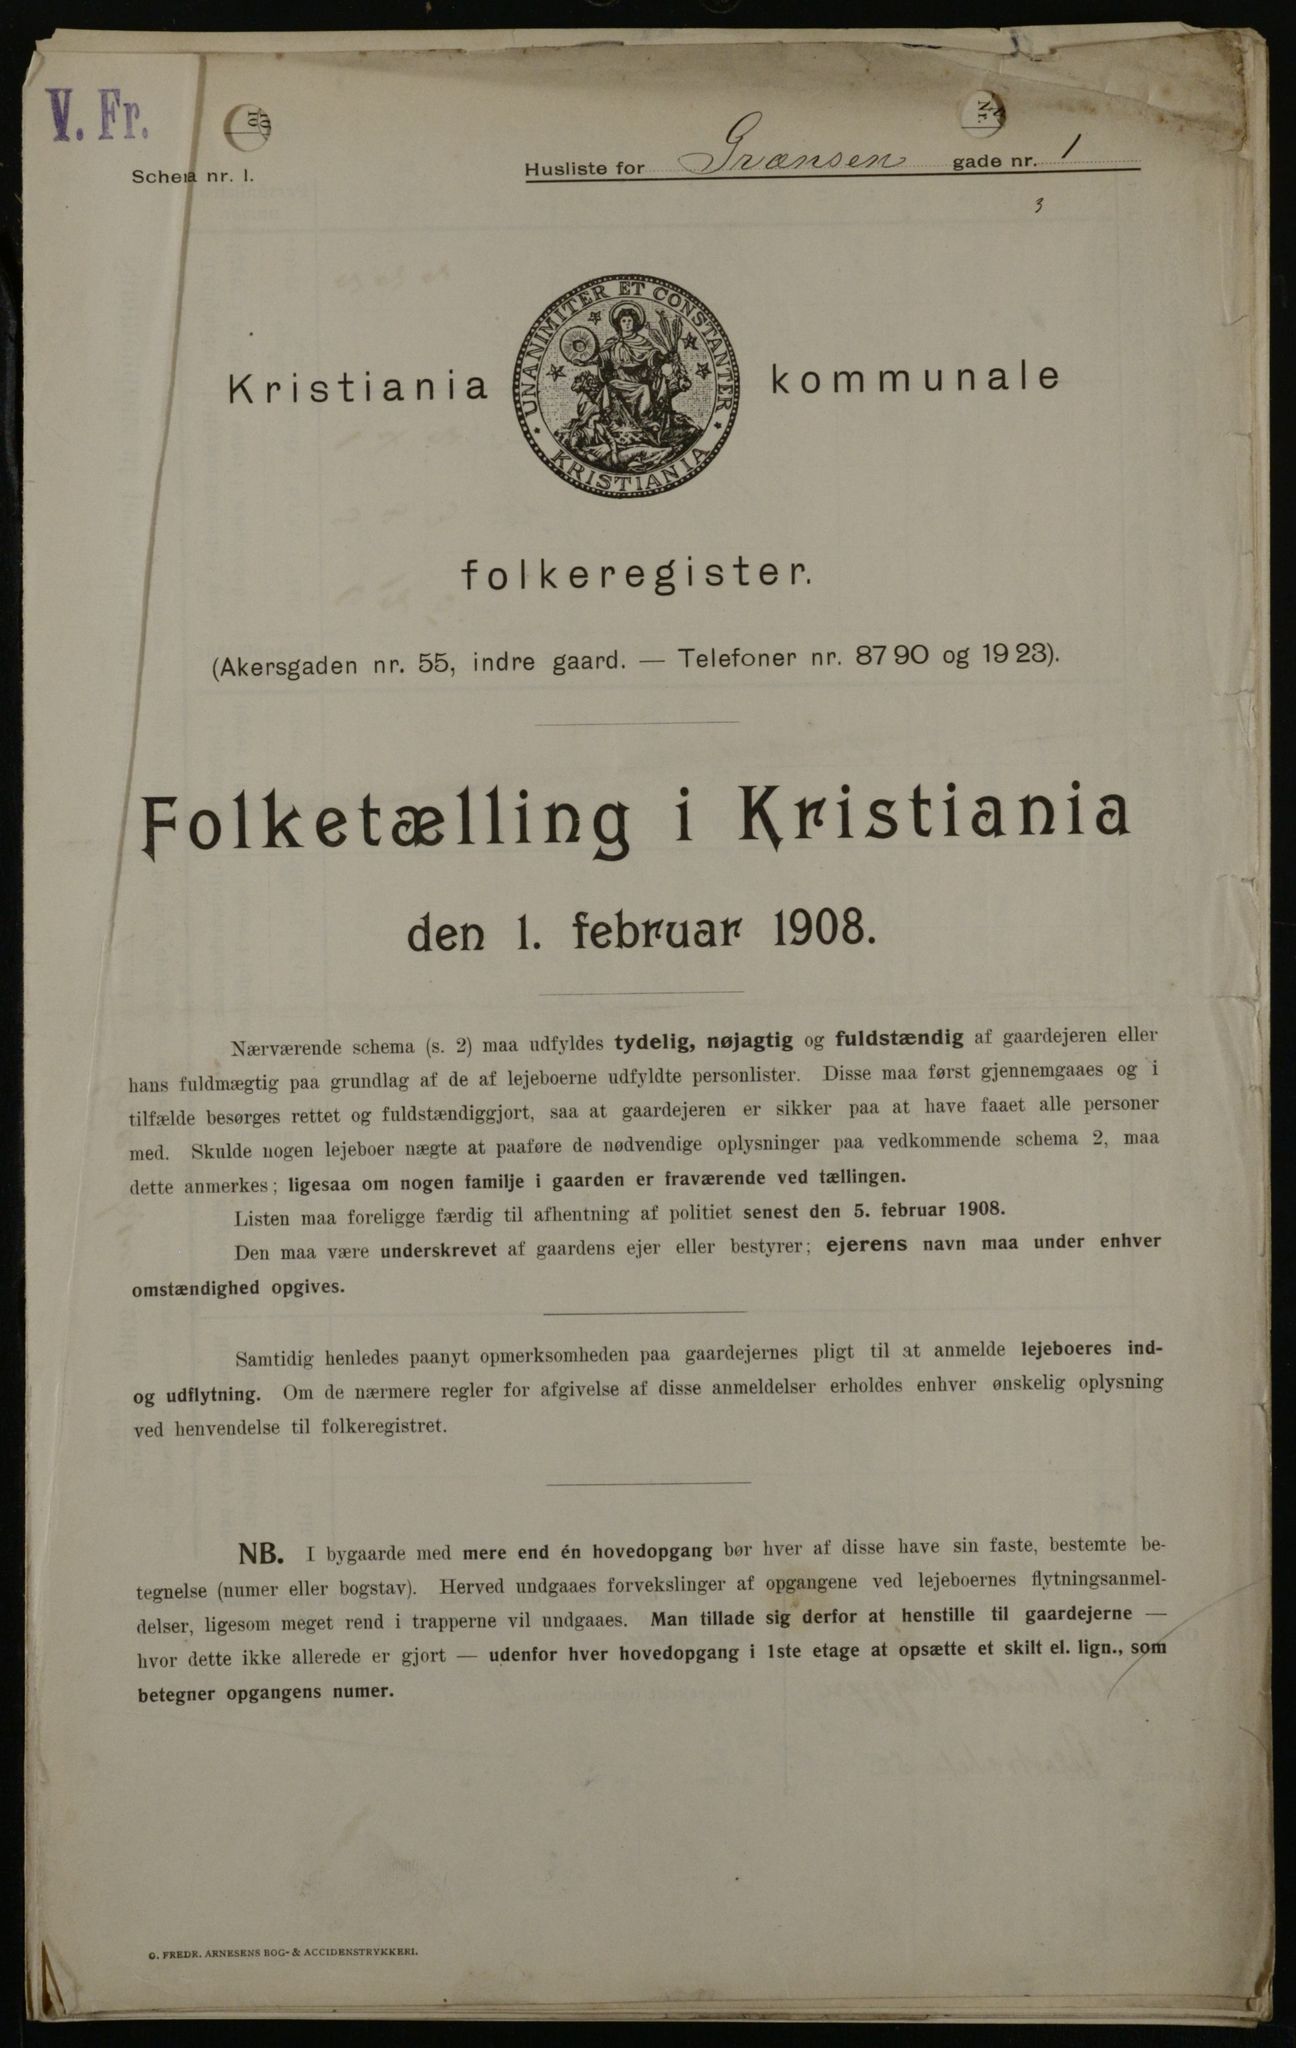 V. Fr.
Schema nr. 1.
Husliste for Grænsen gade nr. 1
3
UNANIMITER ET CONSTANTER
KRISTIANIA
Kristiania kommunale
folkeregister.
(Akersgaden nr. 55, indre gaard. — Telefoner nr. 8790 og 1923).
Folketælling i Kristiania
den 1. februar 1908.
Nærværende schema (s. 2) maa udfyldes tydelig, nøjagtig og fuldstændig af gaardejeren eller
hans fuldmægtig paa grundlag af de af lejeboerne udfyldte personlister. Disse maa først gjennemgaaes og i
tilfælde besørges rettet og fuldstændiggjort, saa at gaardejeren er sikker paa at have faaet alle personer
med. Skulde nogen lejeboer nægte at paaføre de nødvendige oplysninger paa vedkommende schema 2, maa
dette anmerkes; ligesaa om nogen familje i gaarden er fraværende ved tællingen.
Listen maa foreligge færdig til afhentning af politiet senest den 5. februar 1908.
Den maa være underskrevet af gaardens ejer eller bestyrer; ejerens navn maa under enhver
omstændighed opgives.
Samtidig henledes paanyt opmerksomheden paa gaardejernes pligt til at anmelde lejeboeres ind-
og udflytning. Om de nærmere regler for afgivelse af disse anmeldelser erholdes enhver ønskelig oplysning
ved henvendelse til folkeregistret.
NB. I bygaarde med mere end én hovedopgang bør hver af disse have sin faste, bestemte be-
tegnelse (numer eller bogstav). Herved undgaaes forvekslinger af opgangene ved lejeboernes flytningsanmel-
delser, ligesom meget rend i trapperne vil undgaaes. Man tillade sig derfor at henstille til gaardejerne —
hvor dette ikke allerede er gjort — udenfor hver hovedopgang i 1ste etage at opsætte et skilt el. lign., som
betegner opgangens numer.
O. FREDR. ARNESENS BOG- & ACCIDENSTRYKKERI.